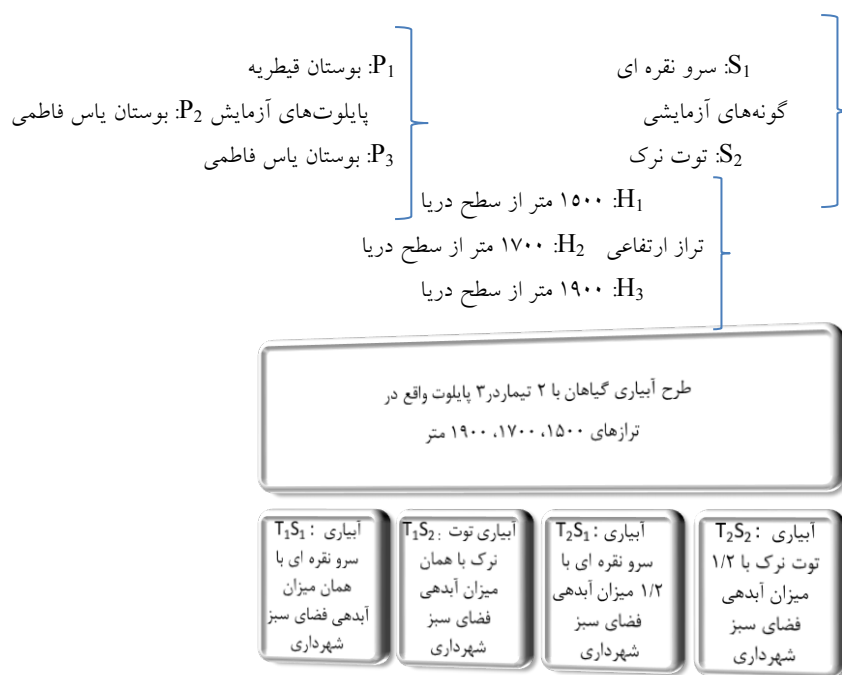 S1: سرو نقره ای
گونه‌های آزمایشی
S2: توت نرک
P1: بوستان قیطریه
پایلوت‌های آزمایش P2: بوستان یاس فاطمی
P3: بوستان یاس فاطمی
H1: ۱۵۰۰ متر از سطح دریا
تراز ارتفاعی H2: ۱۷۰۰ متر از سطح دریا
H3: ۱۹۰۰ متر از سطح دریا
طرح آبیاری گیاهان با ۲ تیماردر۳ پایلوت واقع در
ترازهای ۱۵۰۰، ۱۷۰۰، ۱۹۰۰ متر
T2S2: آبیاری
توت نرک با ۱/۲
میزان آبدهی
فضای سبز
شهرداری
T2S1: آبیاری
سرو نقره ای با
۱/۲ میزان آبدهی
فضای سبز
شهرداری
T1S2: آبیاری توت
نرک با همان
میزان آبدهی
فضای سبز
شهرداری
T1S1: آبیاری
سرو نقره ای با
همان میزان
آبدهی فضای سبز
شهرداری